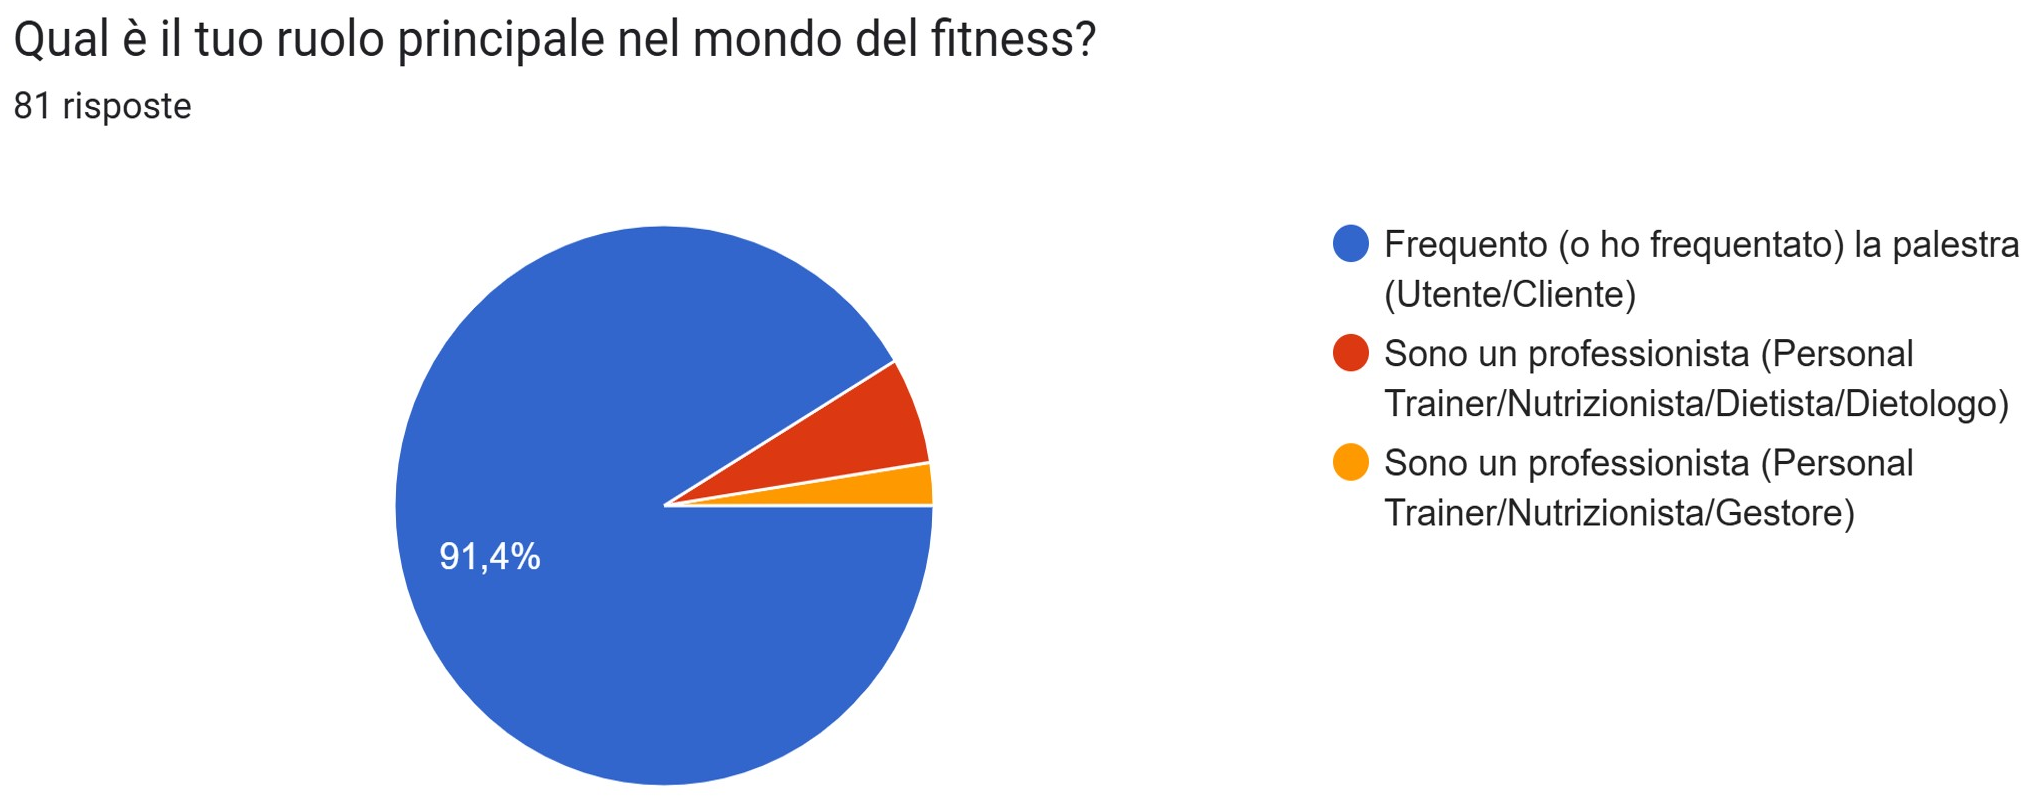 Qual è il tuo ruolo principale nel mondo del fitness?
81 risposte
91,4%
Frequento (o ho frequentato) la palestra
(Utente/Cliente)
Sono un professionista (Personal
Trainer/Nutrizionista/Dietista/Dietologo)
Sono un professionista (Personal
Trainer/Nutrizionista/Gestore)